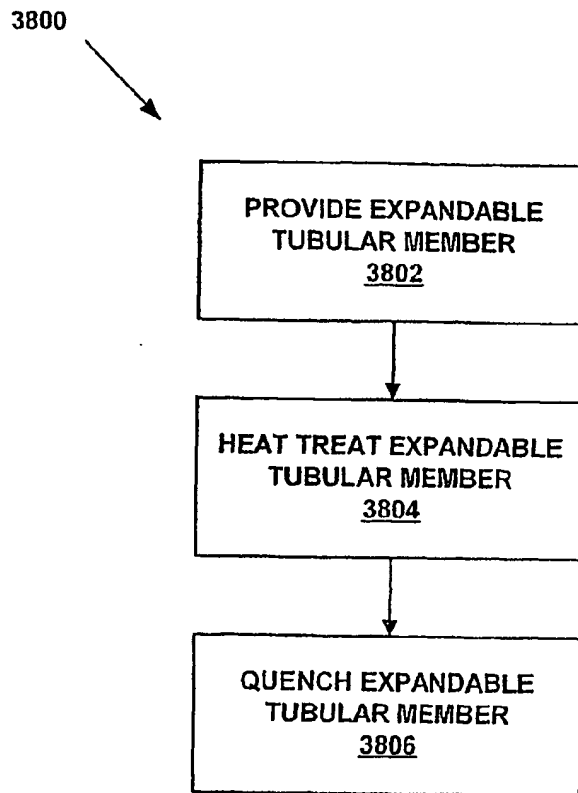 3800
PROVIDE EXPANDABLE
TUBULAR MEMBER
3802
HEAT TREAT EXPANDABLE
TUBULAR MEMBER
3804
QUENCH EXPANDABLE
TUBULAR MEMBER
3806